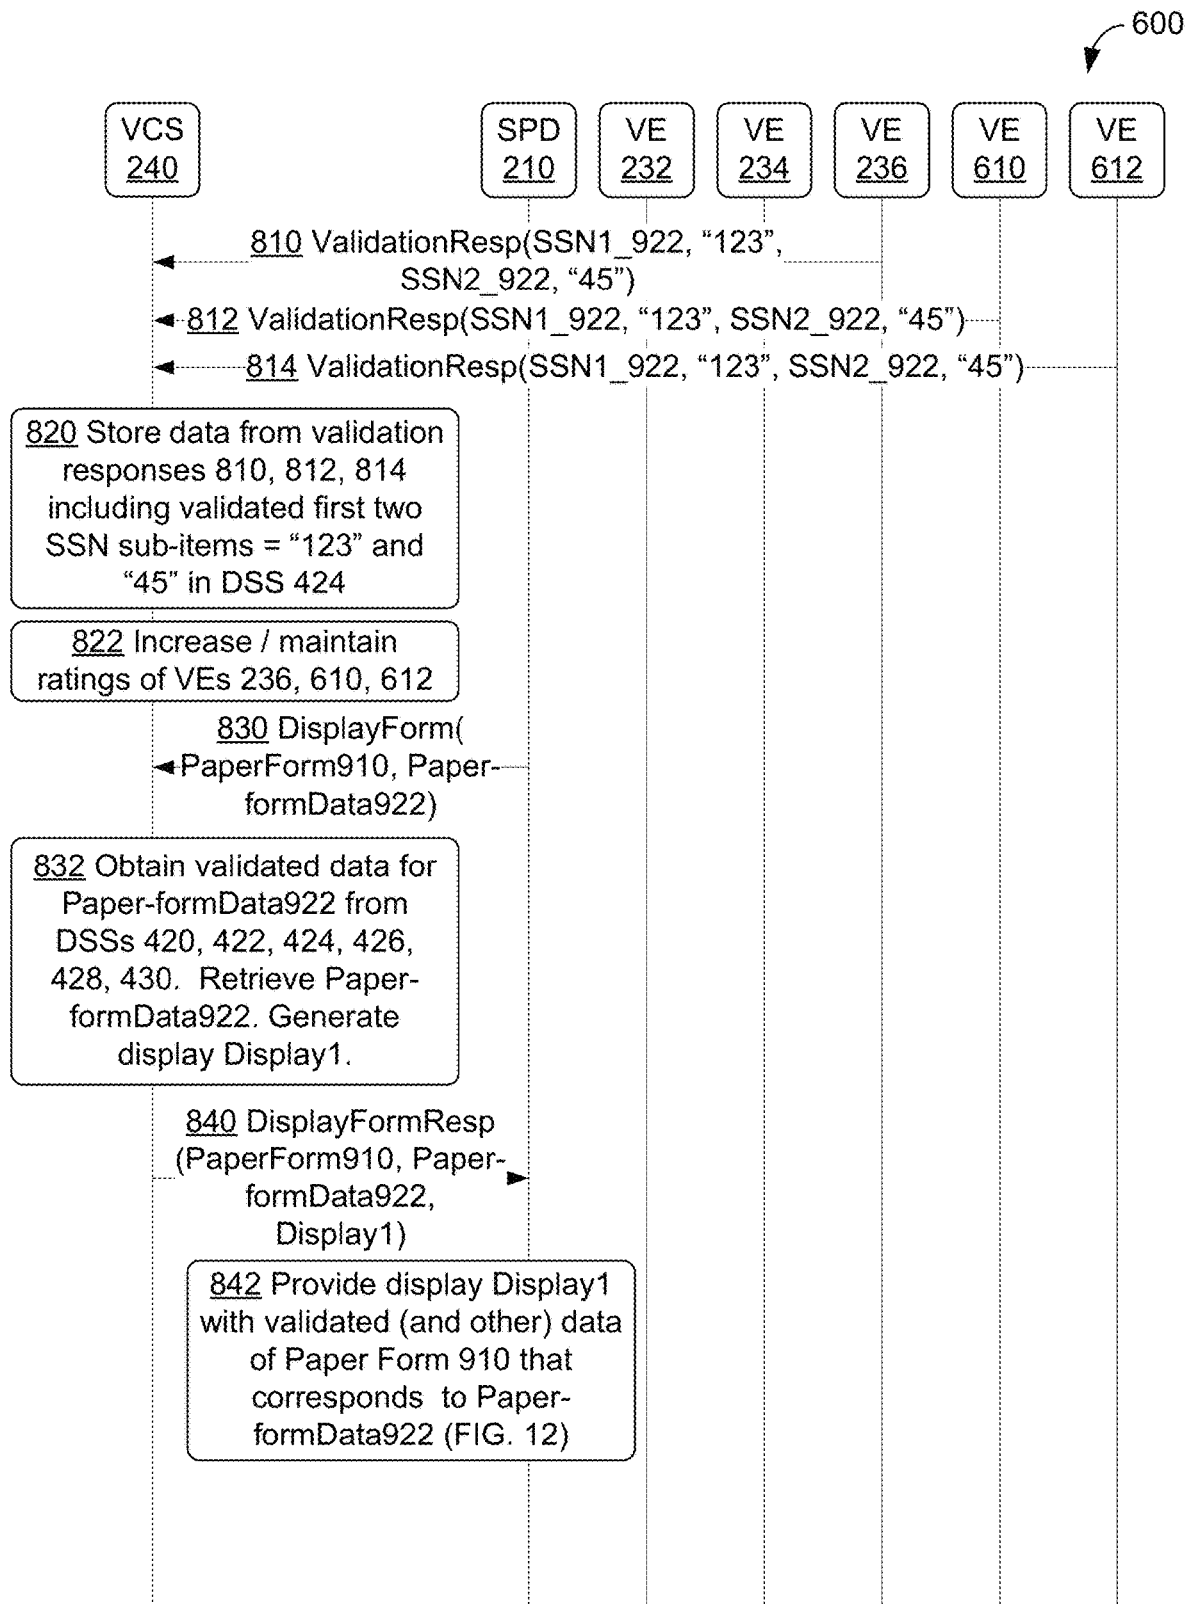 600
VCS
240
SPD
210
VE
232
VE
234
VE
236
VE
610
VE
612
810 ValidationResp(SSN1_922, “123”,
SSN2_922, “45”)
812 ValidationResp(SSN1_922, “123”, SSN2_922, “45”)
814 ValidationResp(SSN1_922, “123”, SSN2_922, “45”)
820 Store data from validation
responses 810, 812, 814
including validated first two
SSN sub-items = “123” and
“45” in DSS 424
822 Increase / maintain
ratings of VEs 236, 610, 612
830 DisplayForm(
PaperForm910, Paper-
formData922)
832 Obtain validated data for
Paper-formData922 from
DSSs 420, 422, 424, 426,
428, 430. Retrieve Paper-
formData922. Generate
display Display1.
840 DisplayFormResp
(PaperForm910, Paper-
formData922,
Display1)
842 Provide display Display1
with validated (and other) data
of Paper Form 910 that
corresponds to Paper-
formData922 (FIG. 12)